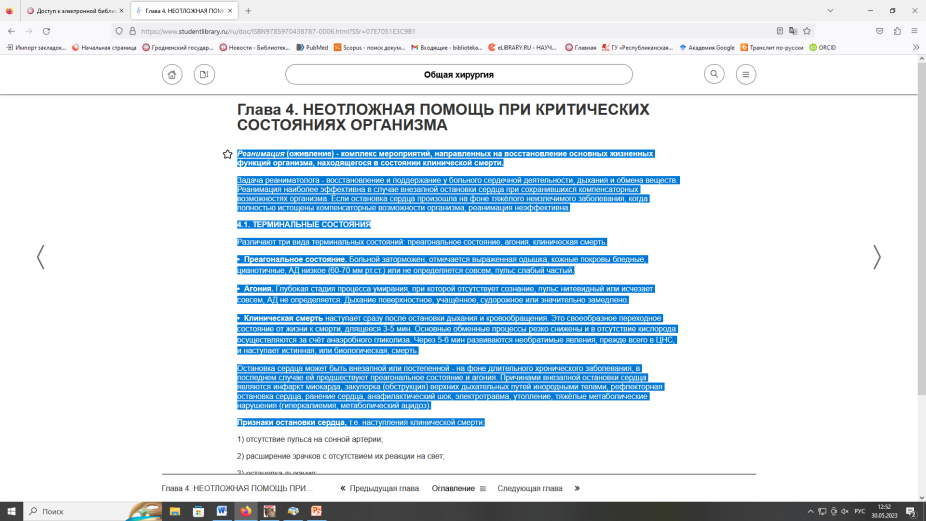 Доступ к электронной библи
Глава 4. НЕОТЛОЖНАЯ ПОМОЩ
https://www.studentlibrary.ru/ru/doc/ISBN9785970438787-0006.html?SSr=07E7051E3C9B1
Импорт закладок...
Начальная страница
Гродненский государ...
Новости - Библиотек...
PubMed
Scopus - поиск докум...
Входящие - biblioteka...
eLIBRARY.RU - НАУЧ...
Главная
ГУ «Республиканская...
Академия Google
Транслит по-русски
ORCID
Общая хирургия
Глава 4. НЕОТЛОЖНАЯ ПОМОЩЬ ПРИ КРИТИЧЕСКИХ
СОСТОЯНИЯХ ОРГАНИЗМА
Реанимация (оживление) - комплекс мероприятий, направленных на восстановление основных жизненных
функций организма, находящегося в состоянии клинической смерти.
Задача реаниматолога - восстановление и поддержание у больного сердечной деятельности, дыхания и обмена веществ.
Реанимация наиболее эффективна в случае внезапной остановки сердца при сохранившихся компенсаторных
возможностях организма. Если остановка сердца произошла на фоне тяжёлого неизлечимого заболевания, когда
полностью истощены компенсаторные возможности организма, реанимация неэффективна.
4.1. ТЕРМИНАЛЬНЫЕ СОСТОЯНИЯ
Различают три вида терминальных состояний: преагональное состояние, агония, клиническая смерть.
• Преагональное состояние. Больной заторможен, отмечается выраженная одышка, кожные покровы бледные,
цианотичные, АД низкое (60-70 мм рт.ст.) или не определяется совсем, пульс слабый частый.
• Агония. Глубокая стадия процесса умирания, при которой отсутствует сознание, пульс нитевидный или исчезает
совсем, АД не определяется. Дыхание поверхностное, учащённое, судорожное или значительно замедлено.
• Клиническая смерть наступает сразу после остановки дыхания и кровообращения. Это своеобразное переходное
состояние от жизни к смерти, длящееся 3-5 мин. Основные обменные процессы резко снижены и в отсутствие кислорода
осуществляются за счёт анаэробного гликолиза. Через 5-6 мин развиваются необратимые явления, прежде всего в ЦНС,
и наступает истинная, или биологическая, смерть.
Остановка сердца может быть внезапной или постепенной - на фоне длительного хронического заболевания, в
последнем случае ей предшествуют преагональное состояние и агония. Причинами внезапной остановки сердца
являются инфаркт миокарда, закупорка (обструкция) верхних дыхательных путей инородными телами, рефлекторная
остановка сердца, ранение сердца, анафилактический шок, электротравма, утопление, тяжёлые метаболические
нарушения (гиперкалиемия, метаболический ацидоз).
Признаки остановки сердца, т.е. наступления клинической смерти:
1) отсутствие пульса на сонной артерии;
2) расширение зрачков с отсутствием их реакции на свет;
3) остановка дыхания;
Глава 4. НЕОТЛОЖНАЯ ПОМОЩЬ ПРИ...
« Предыдущая глава
Оглавление
Следующая глава »
Поиск
РУС
12:52
30.05.2023
2